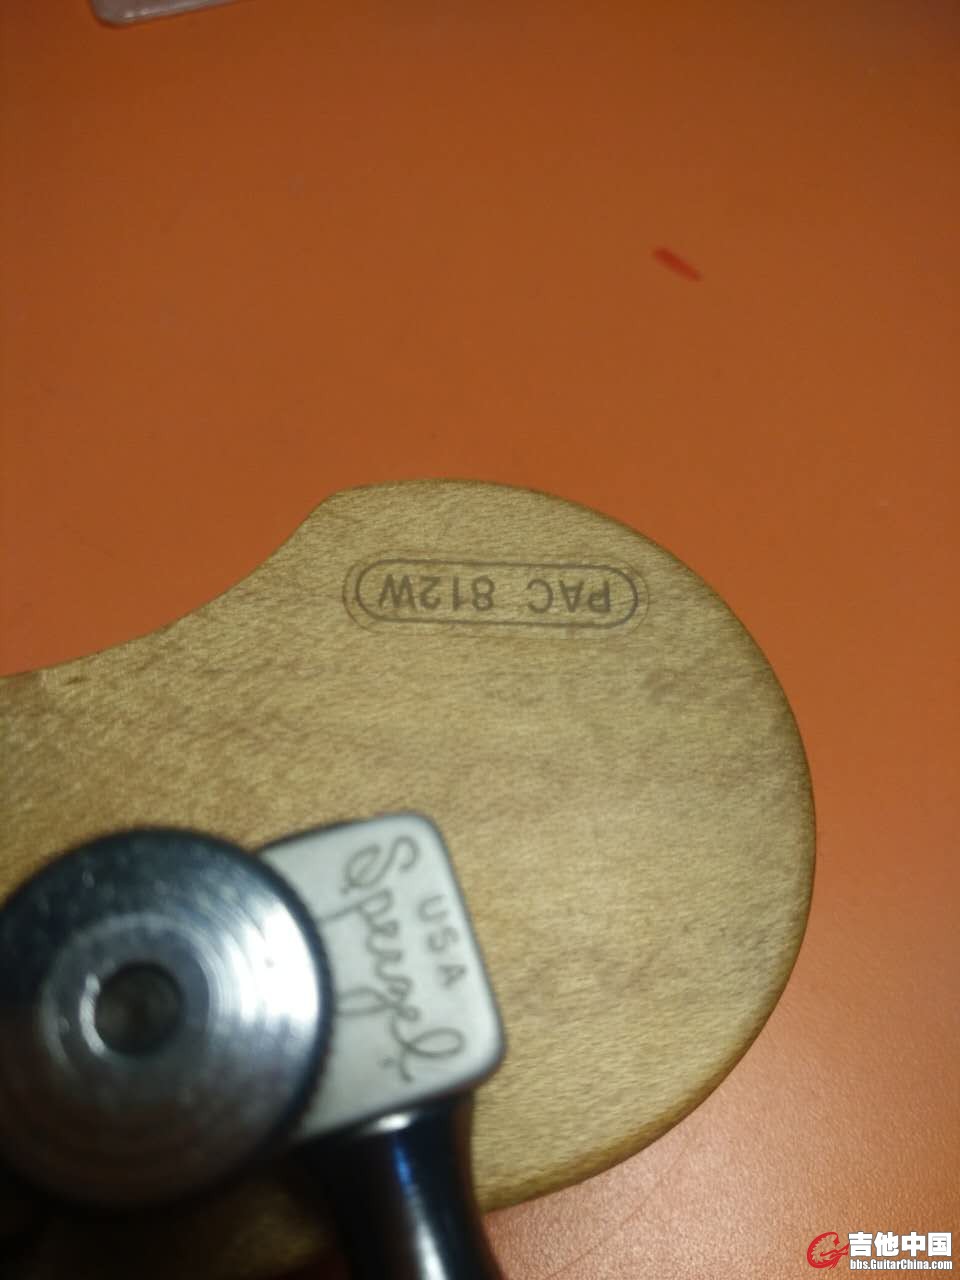 PAC 812W
USA
Sperzel
吉他中国
bbs.GuitarChina.com